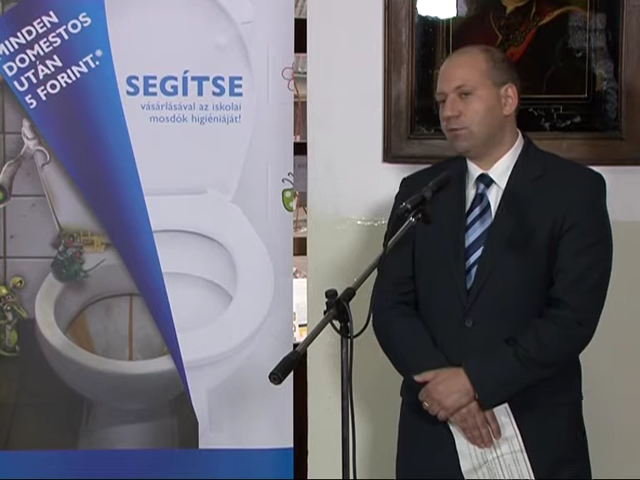 MINDEN
DOMESTOS
UTÁN
5 FORINT.*
SEGÍTSE
vásárlásával az iskolai
mosdók higiéniáját!